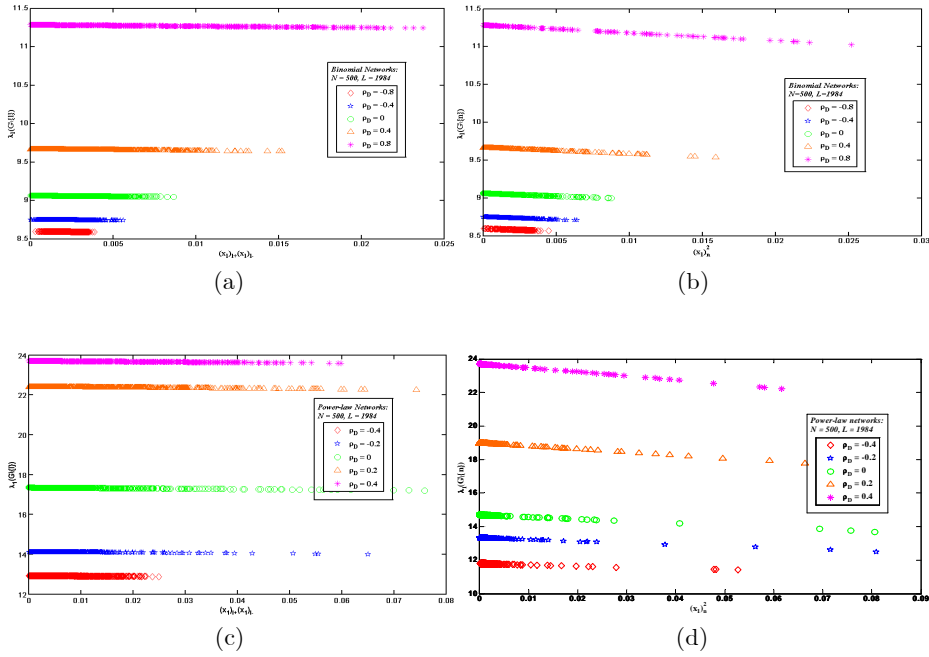 11.5
11
10.5
10
9.5
9
8.5
λ₁(G\{l})
Binomial Networks:
N = 500, L = 1984
ρD = -0.8
ρD = -0.4
ρD = 0
ρD = 0.4
ρD = 0.8
0
0.005
0.01
0.015
0.02
0.025
(a)
11.5
11
10.5
10
9.5
9
8.5
λ₁(G\{n})
Binomial Networks:
N=500, L=1984
ρD = -0.8
ρD = -0.4
ρD = 0
ρD = 0.4
ρD = 0.8
0
0.005
0.01
0.015
0.02
0.025
0.03
(x₁)ₙ²
(b)
24
22
20
18
16
14
12
Power-law Networks:
N = 500, L = 1984
ρD = -0.4
ρD = -0.2
ρD = 0
ρD = 0.2
ρD = 0.4
0
0.01
0.02
0.03
0.04
0.05
0.06
0.07
0.08
(c)
24
22
20
18
16
14
12
10
λ₁(G\{n})
Power-law networks:
N = 500, L = 1984
ρD = -0.4
ρD = -0.2
ρD = 0
ρD = 0.2
ρD = 0.4
0
0.01
0.02
0.03
0.04
0.05
0.06
0.07
0.08
0.09
(x₁)ₙ²
(d)